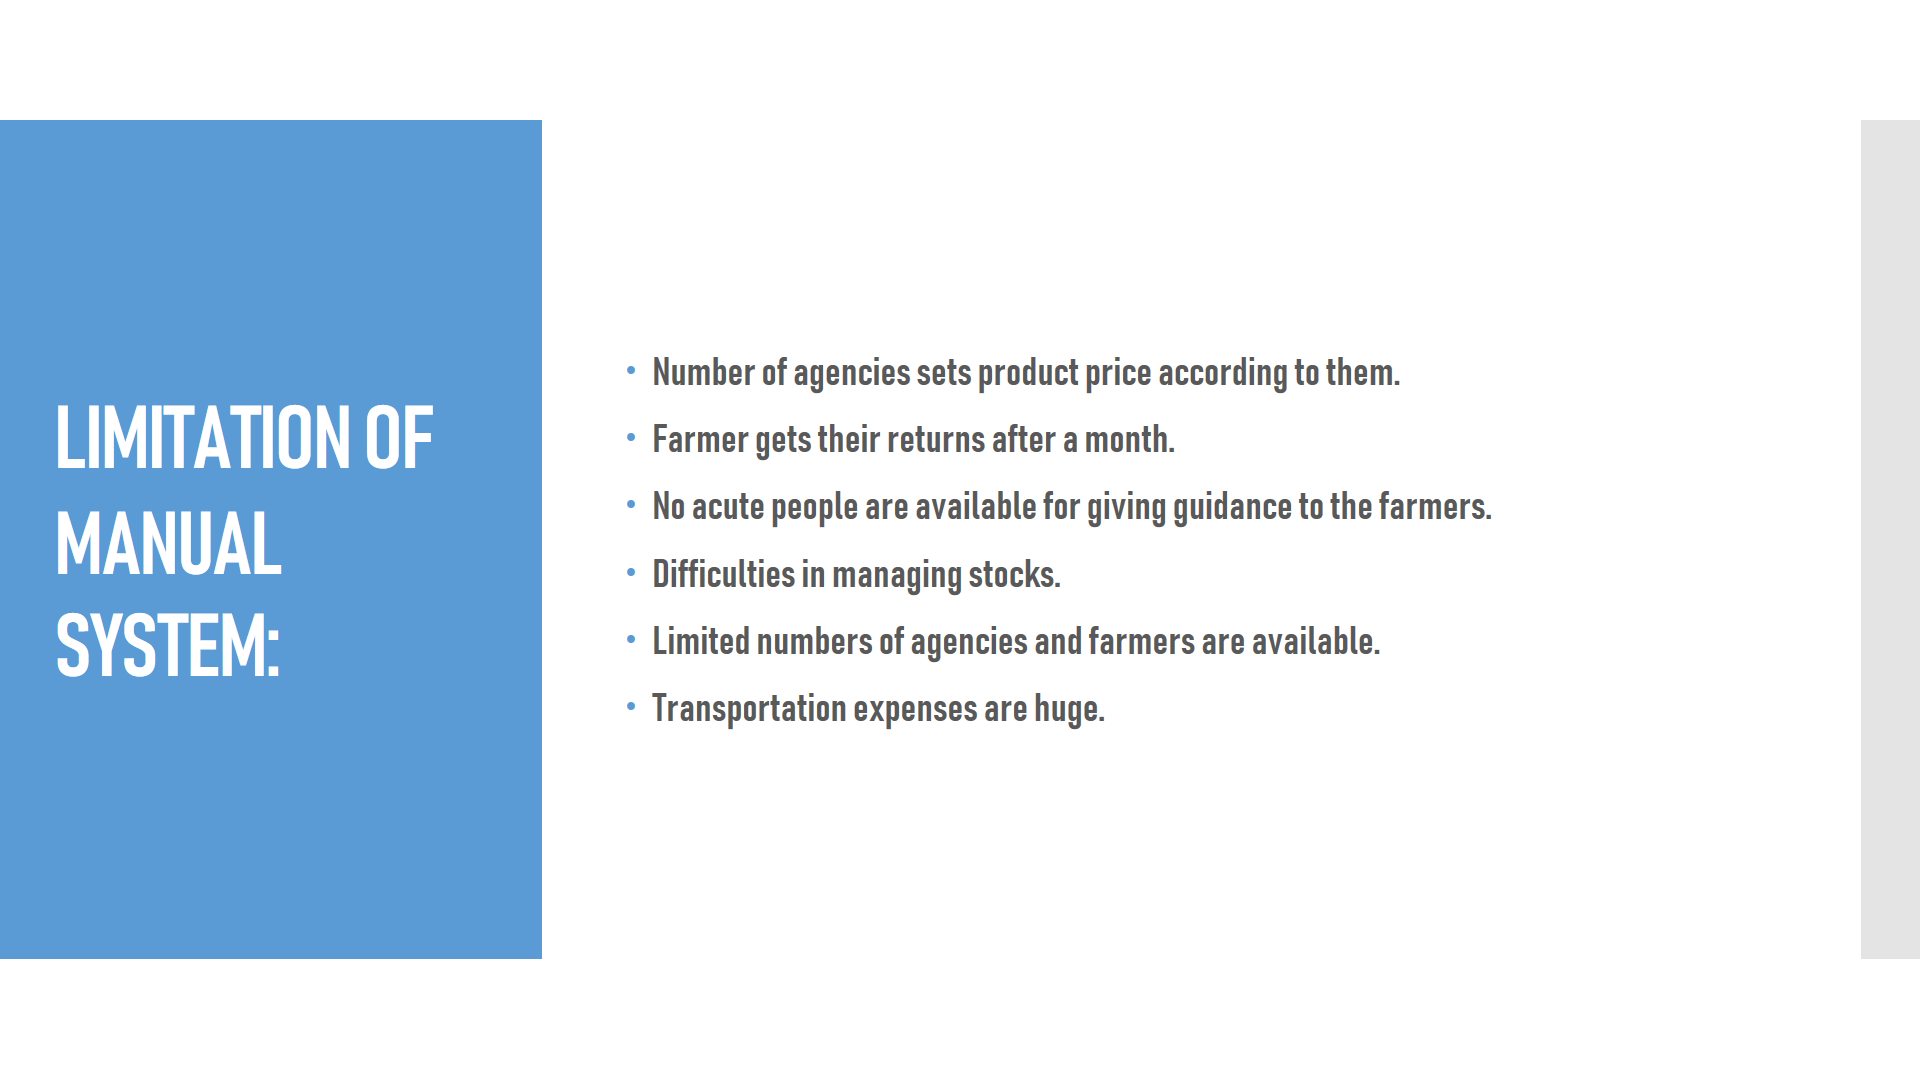 LIMITATION OF
MANUAL
SYSTEM:
• Number of agencies sets product price according to them.
• Farmer gets their returns after a month.
• No acute people are available for giving guidance to the farmers.
• Difficulties in managing stocks.
• Limited numbers of agencies and farmers are available.
• Transportation expenses are huge.